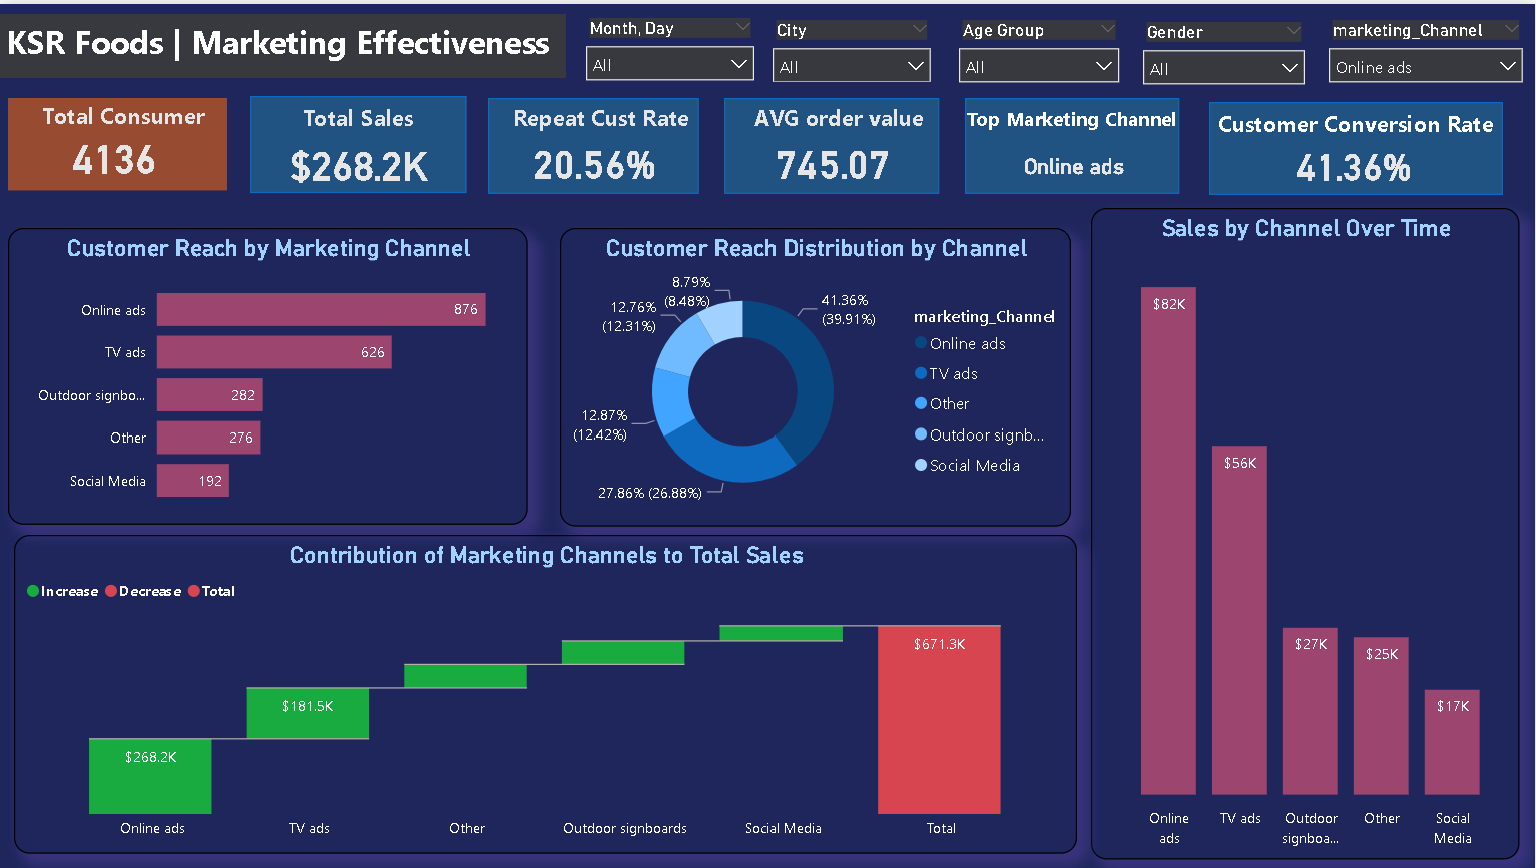 KSR Foods | Marketing Effectiveness
Month, Day
All
City
All
Age Group
All
Gender
All
marketing_Channel
Online ads
Total Consumer
4136
Total Sales
$268.2K
Repeat Cust Rate
20.56%
AVG order value
745.07
Top Marketing Channel
Online ads
Customer Conversion Rate
41.36%
Customer Reach by Marketing Channel
Online ads 876
TV ads 626
Outdoor signbo... 282
Other 276
Social Media 192
Customer Reach Distribution by Channel
8.79%
(8.48%)
12.76%
(12.31%)
41.36%
(39.91%)
12.87%
(12.42%)
27.86% (26.88%)
marketing_Channel
Online ads
TV ads
Other
Outdoor signb...
Social Media
Sales by Channel Over Time
$82K
$56K
$27K
$25K
$17K
Online
ads
TV ads
Outdoor
signboa...
Other
Social
Media
Contribution of Marketing Channels to Total Sales
Increase Decrease Total
$268.2K
$181.5K
$671.3K
Online ads
TV ads
Other
Outdoor signboards
Social Media
Total